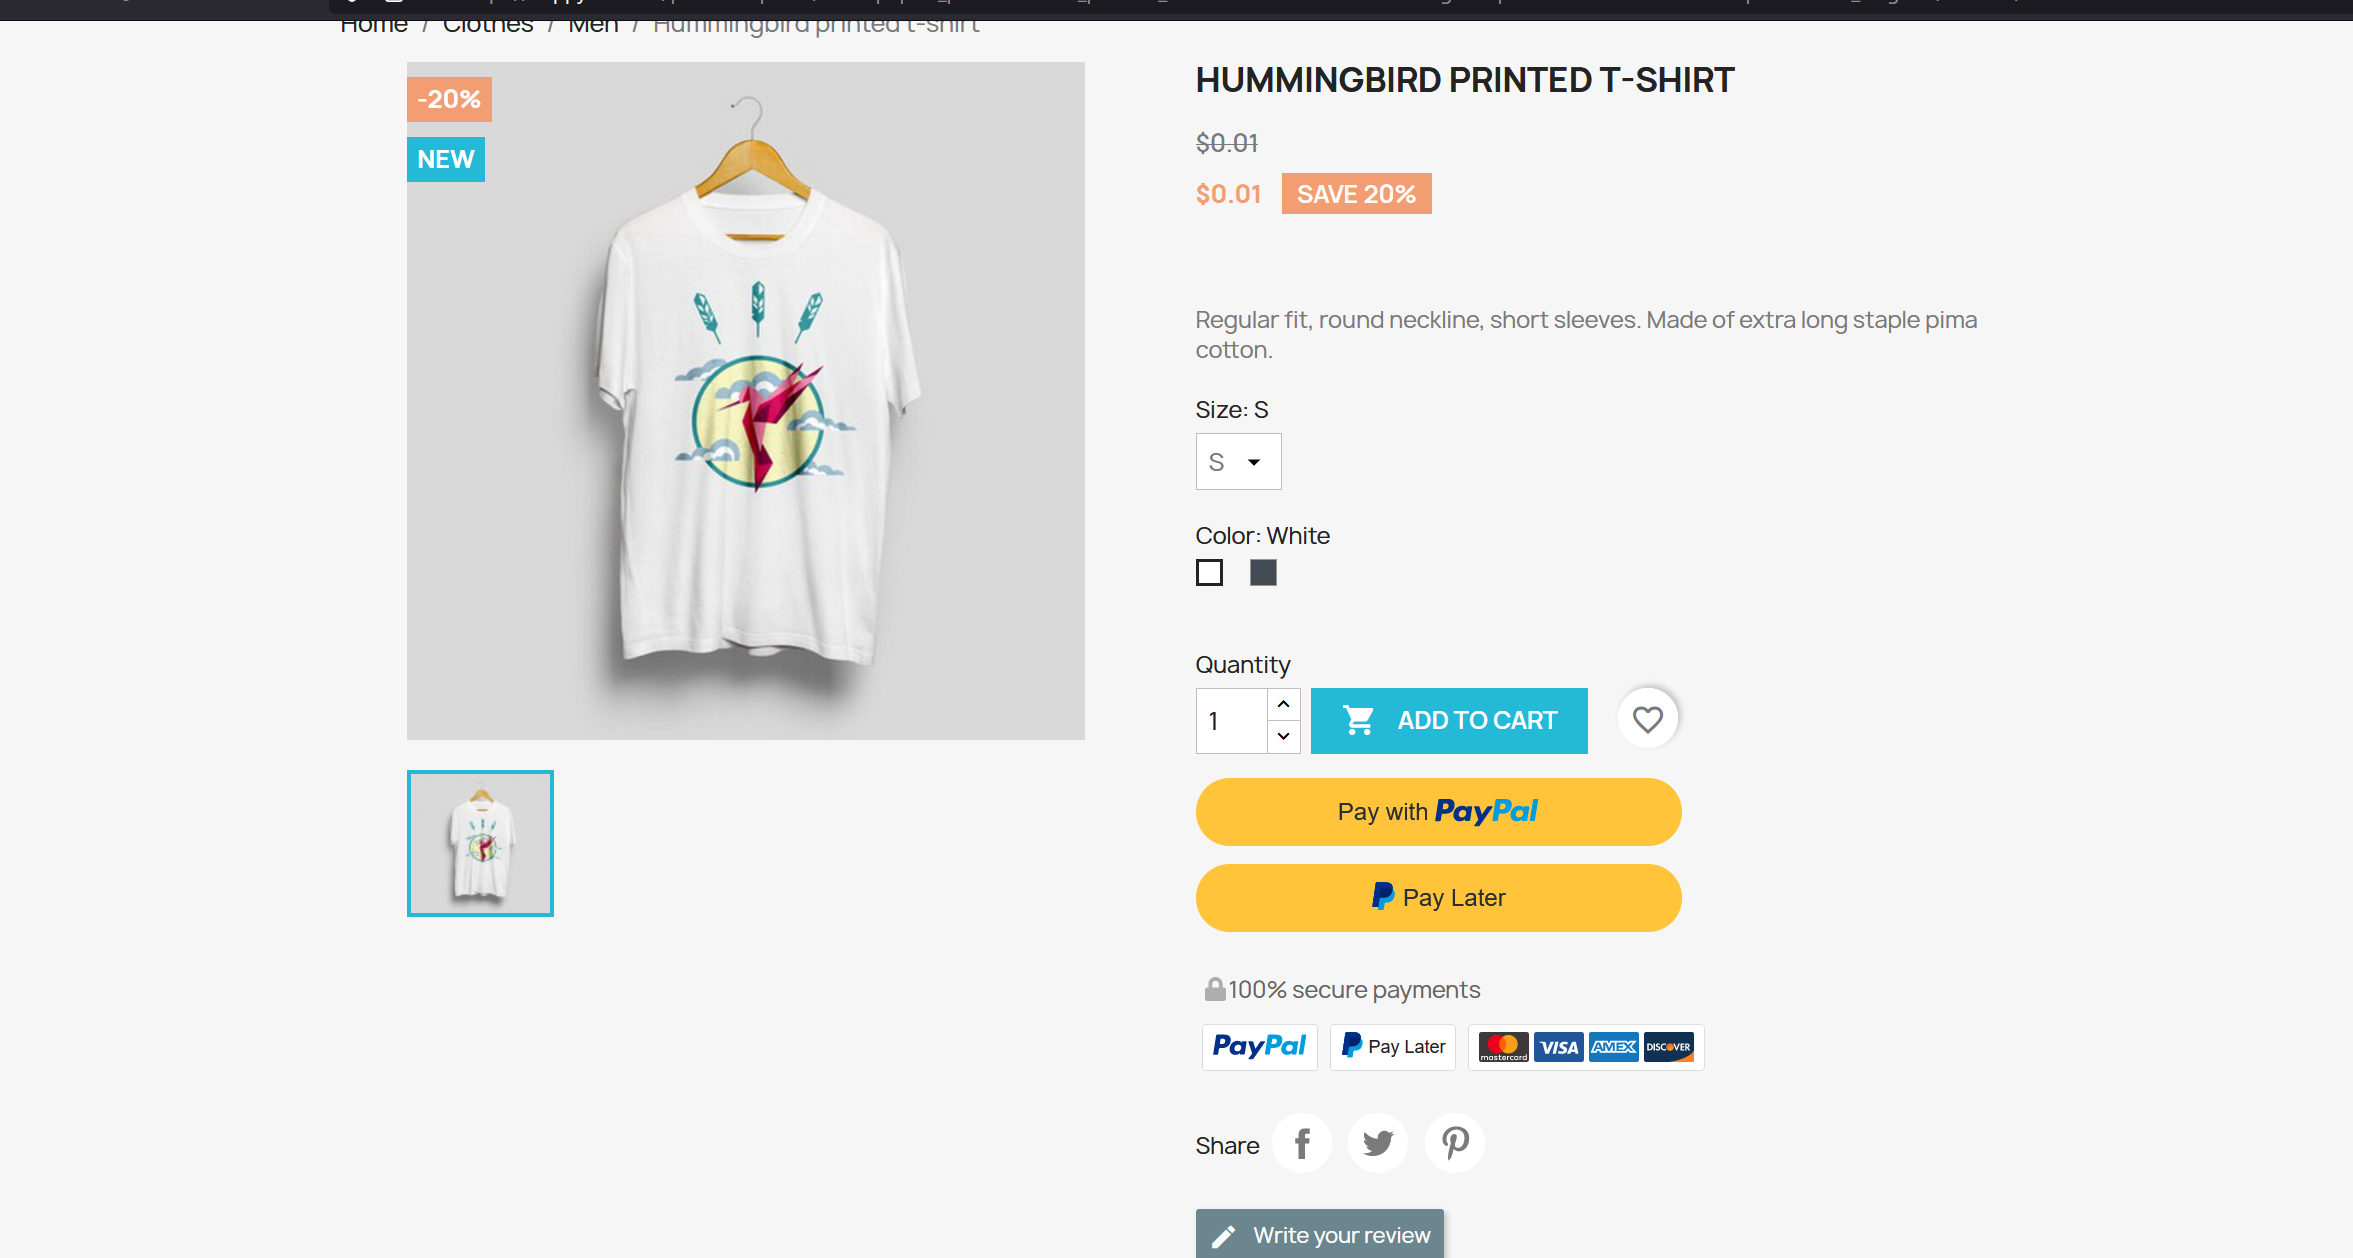 Home / Clothes / Men / Hummingbird printed t-shirt
-20%
NEW
HUMMINGBIRD PRINTED T-SHIRT
$0.01
$0.01 SAVE 20%
Regular fit, round neckline, short sleeves. Made of extra long staple pima
cotton.
Size: S
S
Color: White
Quantity
1
ADD TO CART
Pay with PayPal
Pay Later
100% secure payments
PayPal
Pay Later
mastercard VISA AMEX DISCOVER
Share
Write your review